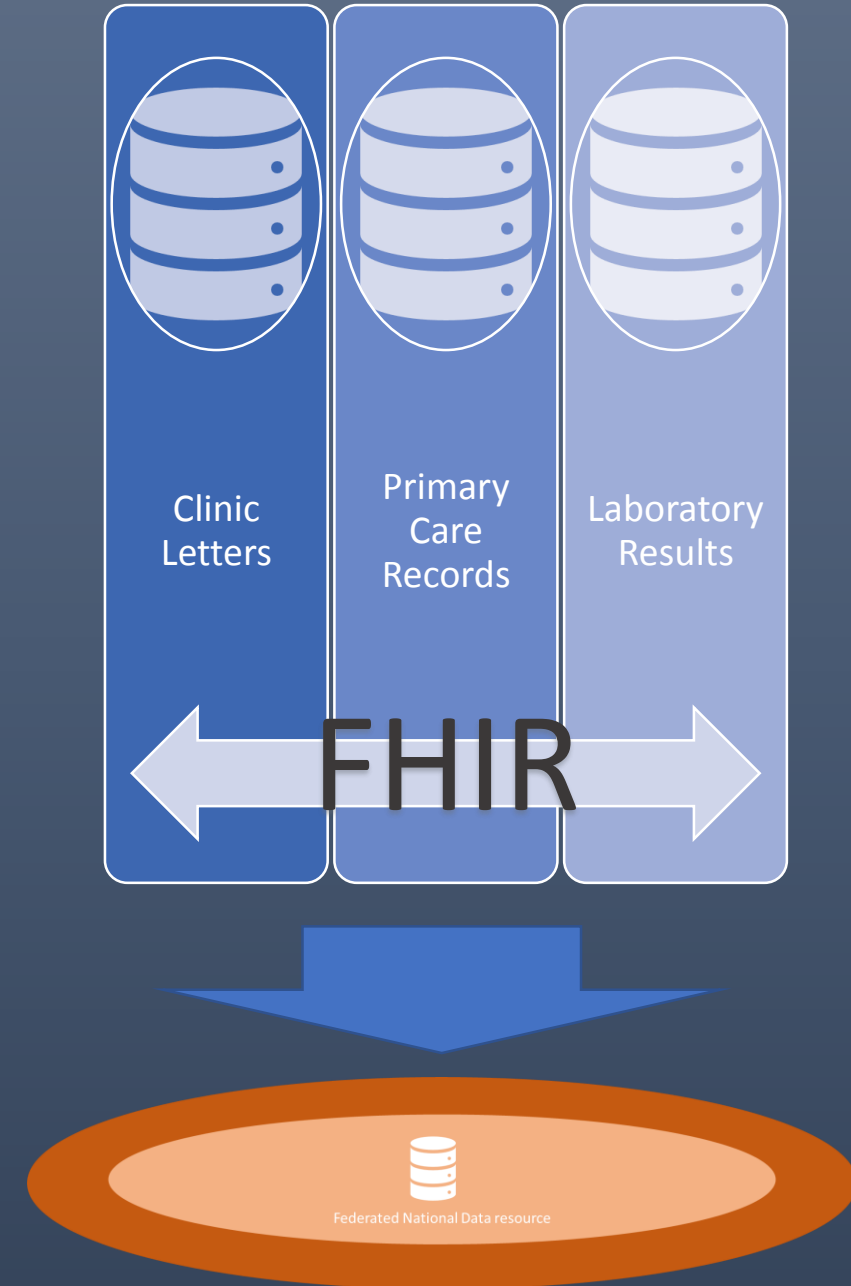 Clinic
Letters
Primary
Care
Records
Laboratory
Results
FHIR
Federated National Data resource